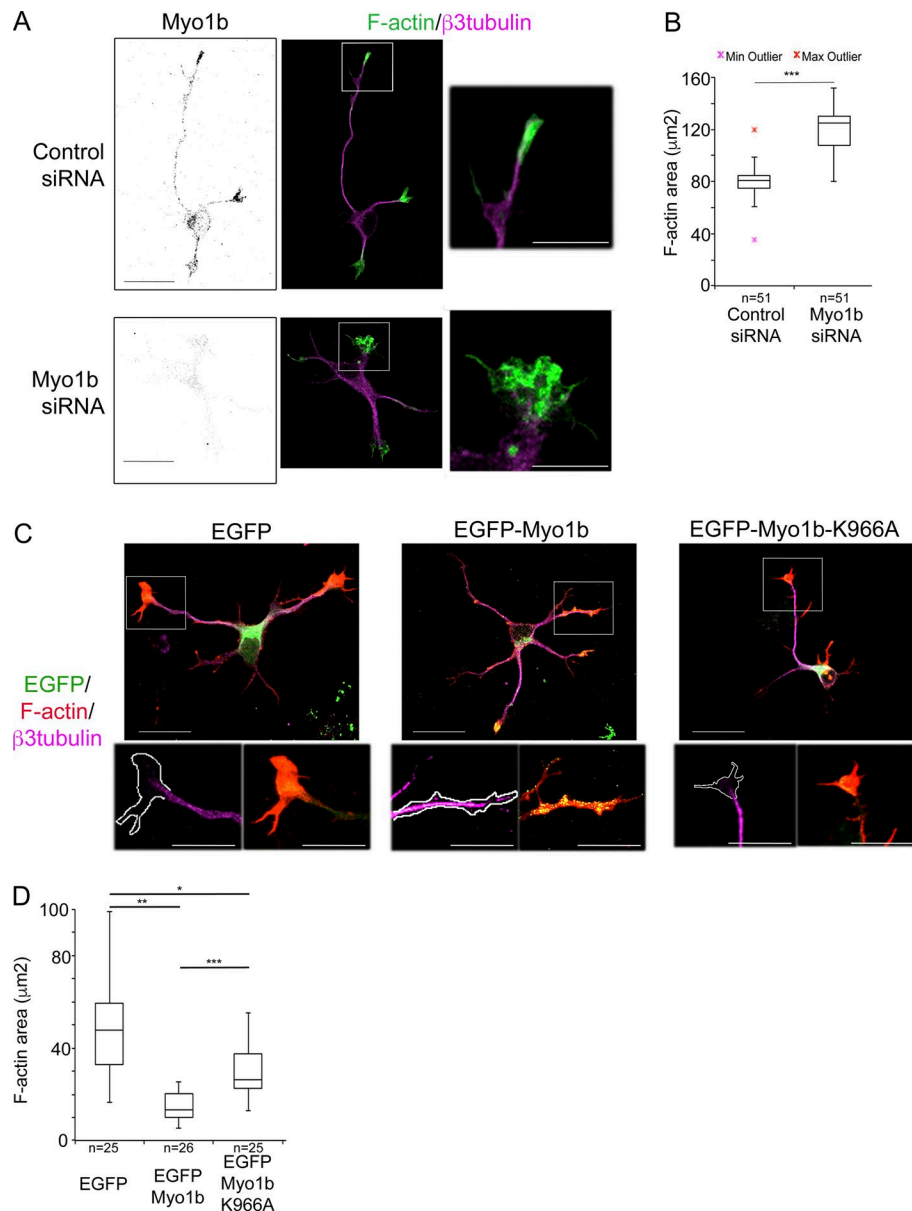 A
Myo1b
F-actin/β3tubulin
Control
siRNA
Myo1b
siRNA
B
Min Outlier
Max Outlier
***
160
120
80
40
0
F-actin area (μm2)
n=51
n=51
Control
siRNA
Myo1b
siRNA
C
EGFP
EGFP-Myo1b
EGFP-Myo1b-K966A
EGFP/
F-actin/
β3tubulin
D
*
**
***
100
80
40
0
F-actin area (μm2)
n=25
n=26
n=25
EGFP
EGFP
Myo1b
EGFP
Myo1b
K966A